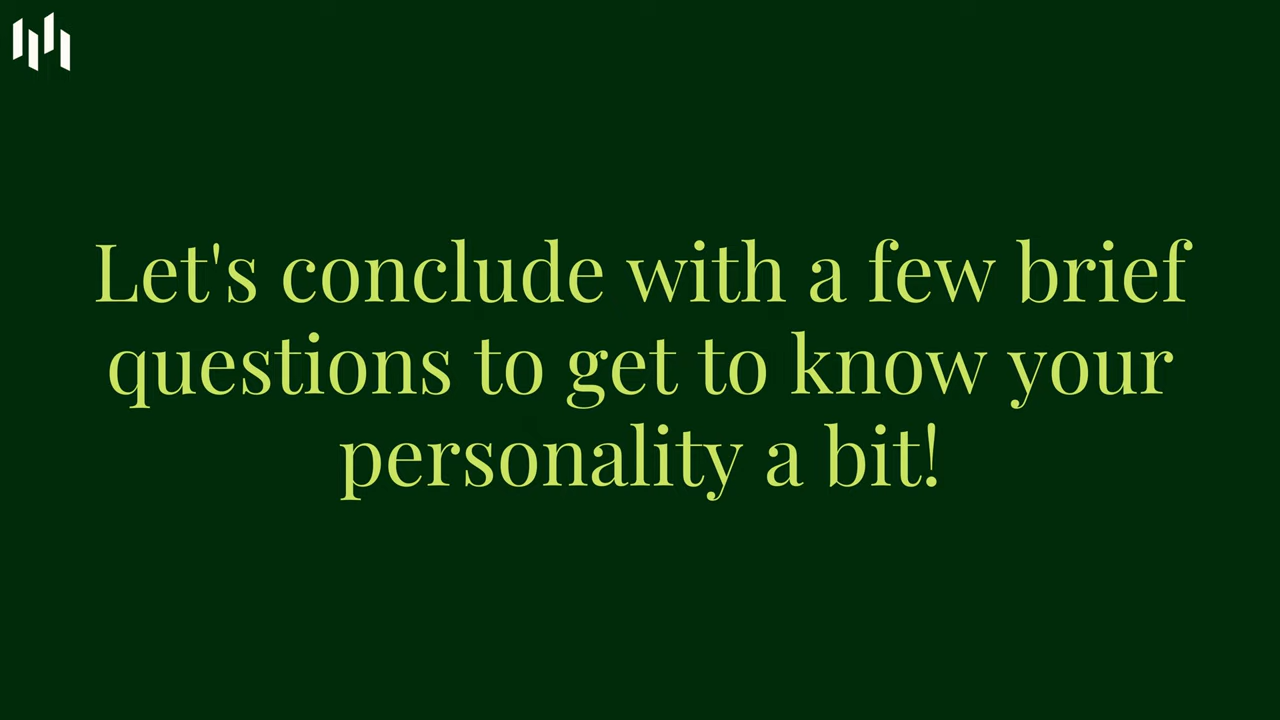 Let's conclude with a few brief
questions to get to know your
personality a bit!